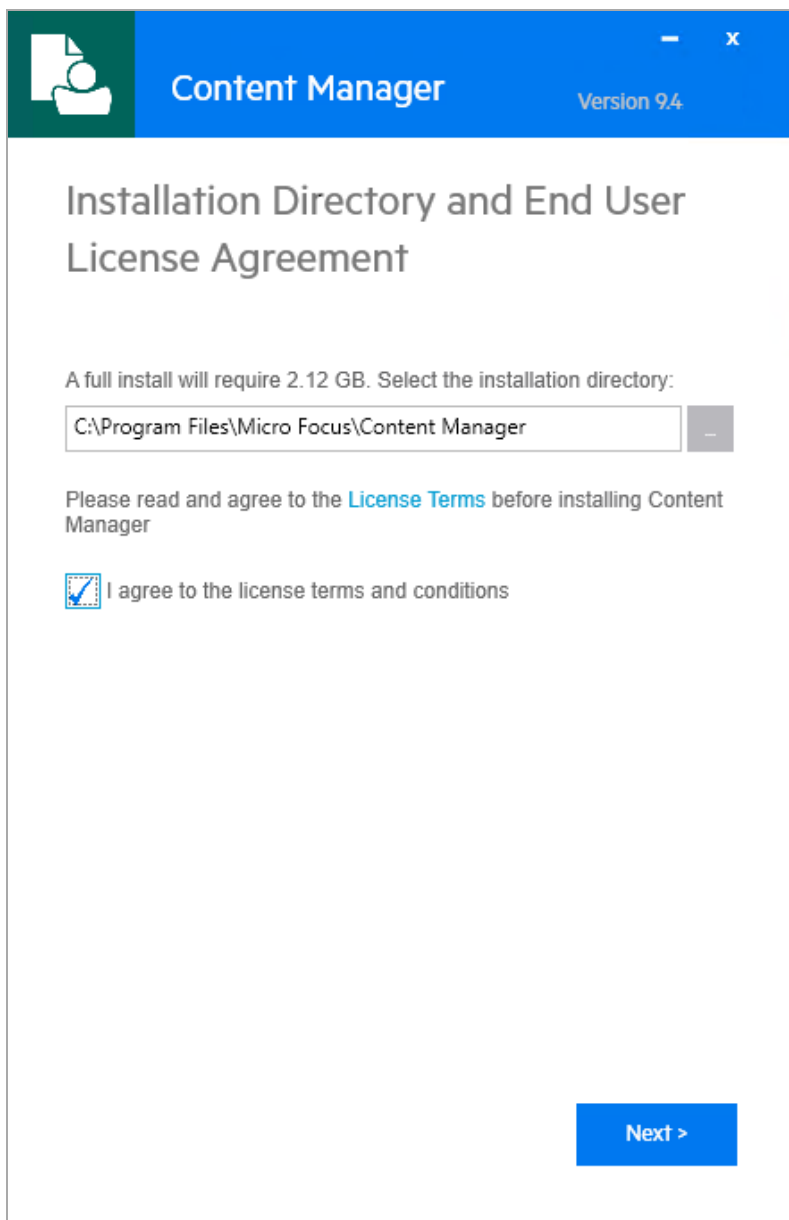 x
Content Manager
Version 9.4
Installation Directory and End User
License Agreement
A full install will require 2.12 GB. Select the installation directory:
C:\Program Files\Micro Focus\Content Manager
...
Please read and agree to the License Terms before installing Content
Manager
I agree to the license terms and conditions
Next >